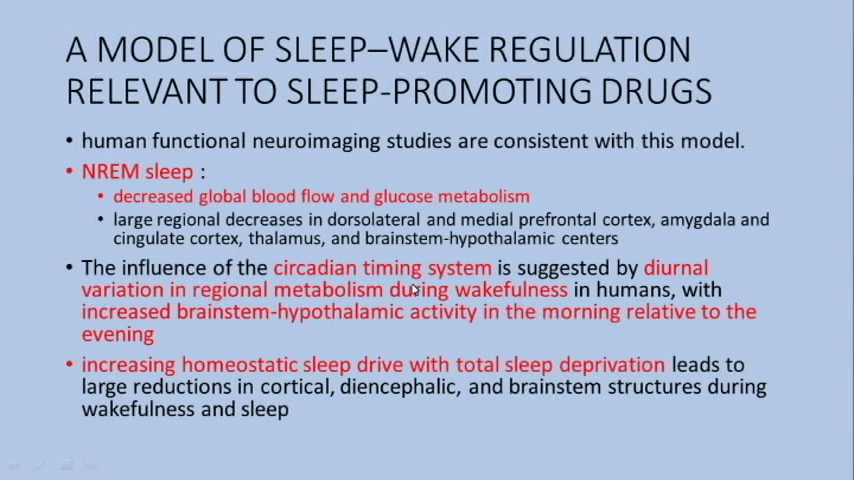 A MODEL OF SLEEP–WAKE REGULATION
RELEVANT TO SLEEP-PROMOTING DRUGS
• human functional neuroimaging studies are consistent with this model.
• NREM sleep :
• decreased global blood flow and glucose metabolism
• large regional decreases in dorsolateral and medial prefrontal cortex, amygdala and
cingulate cortex, thalamus, and brainstem-hypothalamic centers
• The influence of the circadian timing system is suggested by diurnal
variation in regional metabolism during wakefulness in humans, with
increased brainstem-hypothalamic activity in the morning relative to the
evening
• increasing homeostatic sleep drive with total sleep deprivation leads to
large reductions in cortical, diencephalic, and brainstem structures during
wakefulness and sleep